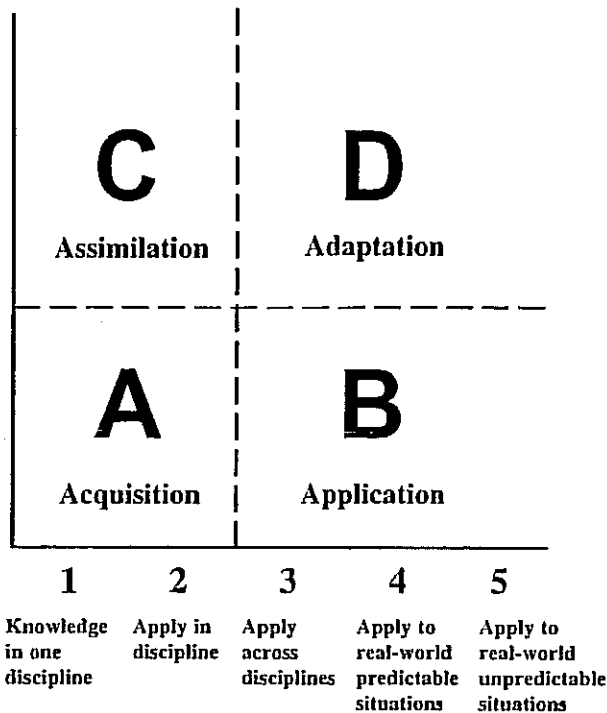 C D
Assimilation Adaptation
A B
Acquisition Application
1 2 3 4 5
Knowledge
in one
discipline
Apply in
discipline
Apply
across
disciplines
Apply to
real-world
predictable
situations
Apply to
real-world
unpredictable
situations